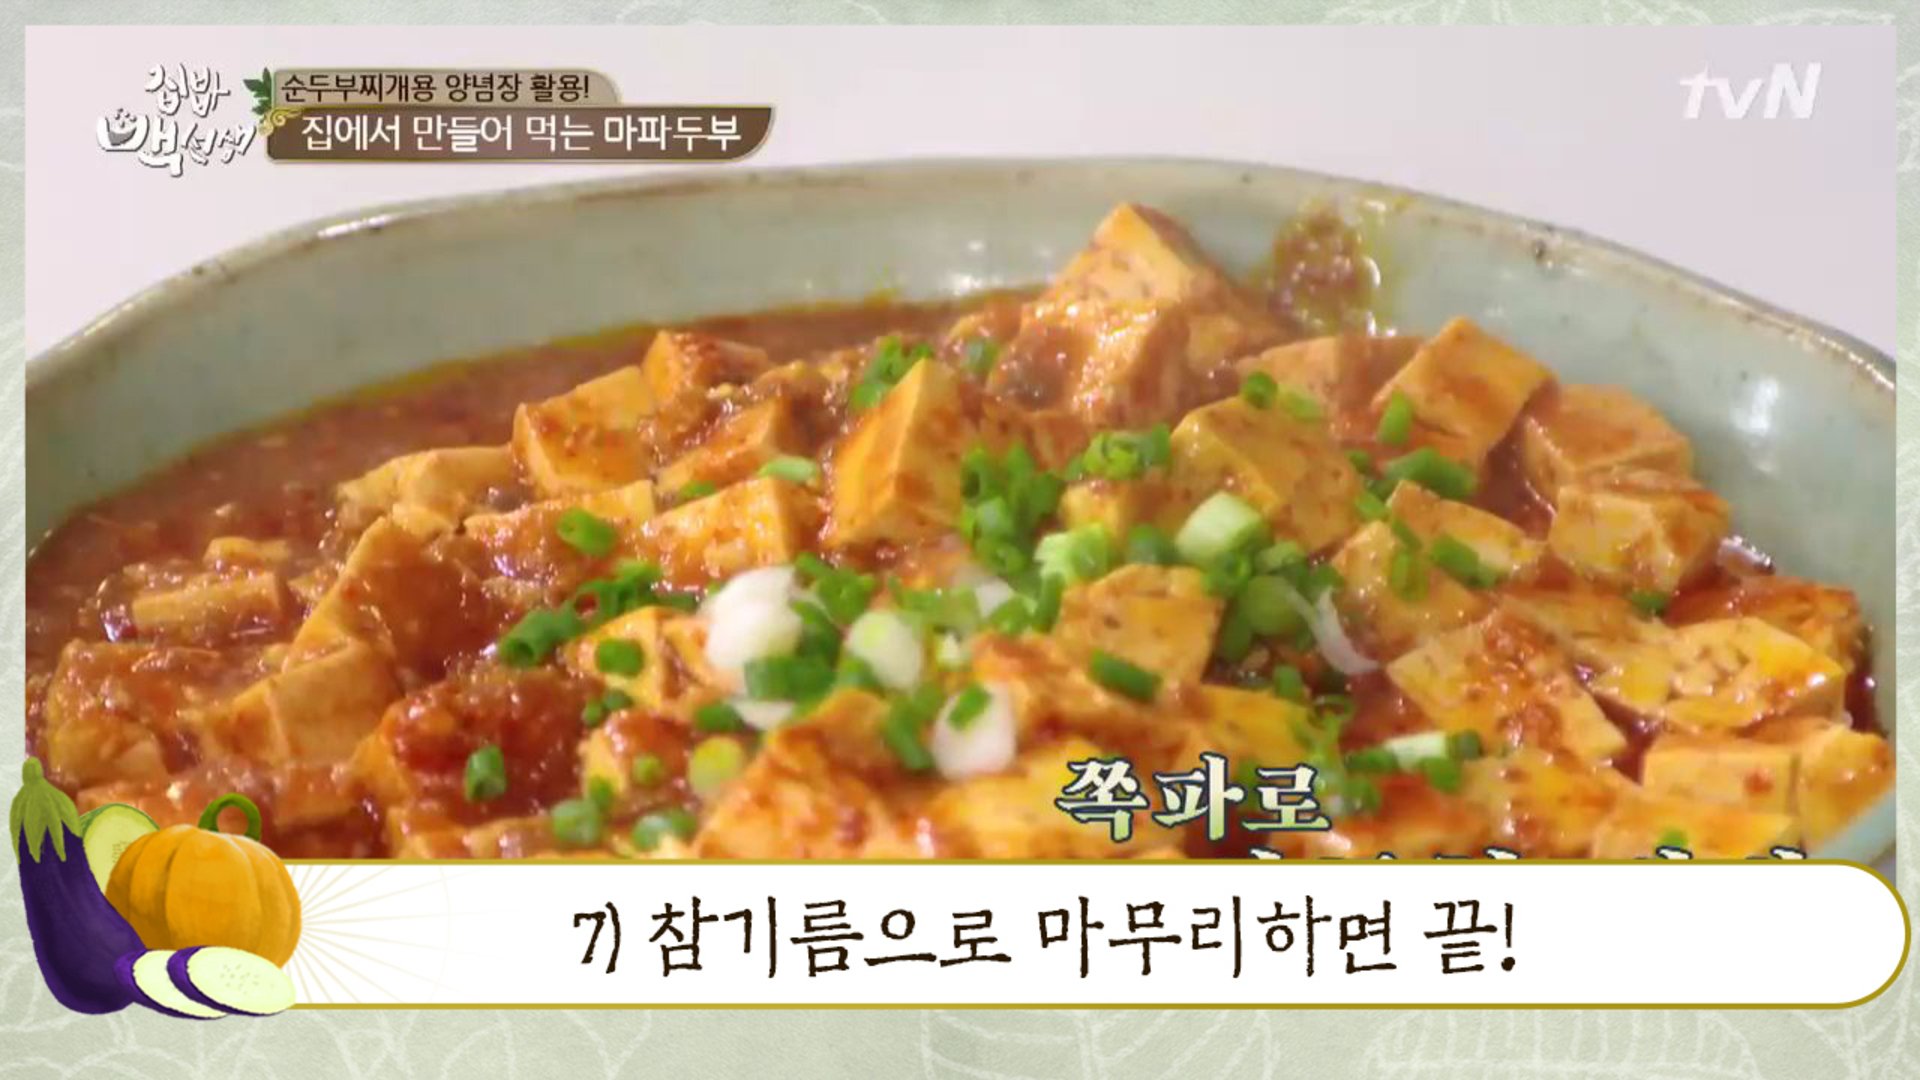 집밥
백선생
순두부찌개용 양념장 활용!
집에서 만들어 먹는 마파두부
tvN
쪽파로
7) 참기름으로 마무리하면 끝!